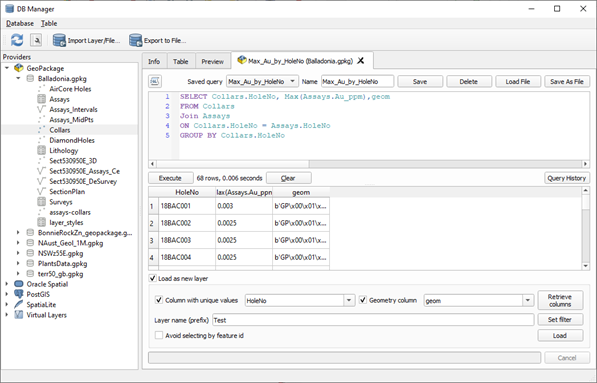 DB Manager
Database Table
Import Layer/File... Export to File...
Providers
GeoPackage
Balladonia.gpkg
AirCore Holes
Assays
Assays_Intervals
Assays_MidPts
Collars
DiamondHoles
Lithology
Sect530950E_3D
Sect530950E_Assays_Ce
Sect530950E_DeSurvey
SectionPlan
Surveys
assays-collars
layer_styles
BonnieRockZn_geopackage.g...
NAust_Geol_1M.gpkg
NSWz55E.gpkg
PlantsData.gpkg
terr50_gb.gpkg
Oracle Spatial
PostGIS
SpatiaLite
Virtual Layers
Info Table Preview Max_Au_by_HoleNo (Balladonia.gpkg)
Saved query Max_Au_by_HoleNo Name Max_Au_by_HoleNo Save Delete Load File Save As File
1 SELECT Collars.HoleNo, Max(Assays.Au_ppm),geom
2 FROM Collars
3 Join Assays
4 ON Collars.HoleNo = Assays.HoleNo
5 GROUP BY Collars.HoleNo
Execute 68 rows, 0.006 seconds Clear Query History
HoleNo lax(Assays.Au_ppn geom
1 18BAC001 0.003 b'GP\x00\x01\x...
2 18BAC002 0.0025 b'GP\x00\x01\x...
3 18BAC003 0.0025 b'GP\x00\x01\x...
4 18BAC004 0.0025 b'GP\x00\x01\x...
Load as new layer
Column with unique values HoleNo Geometry column geom Retrieve columns
Layer name (prefix) Test Set filter
Avoid selecting by feature id Load
Cancel